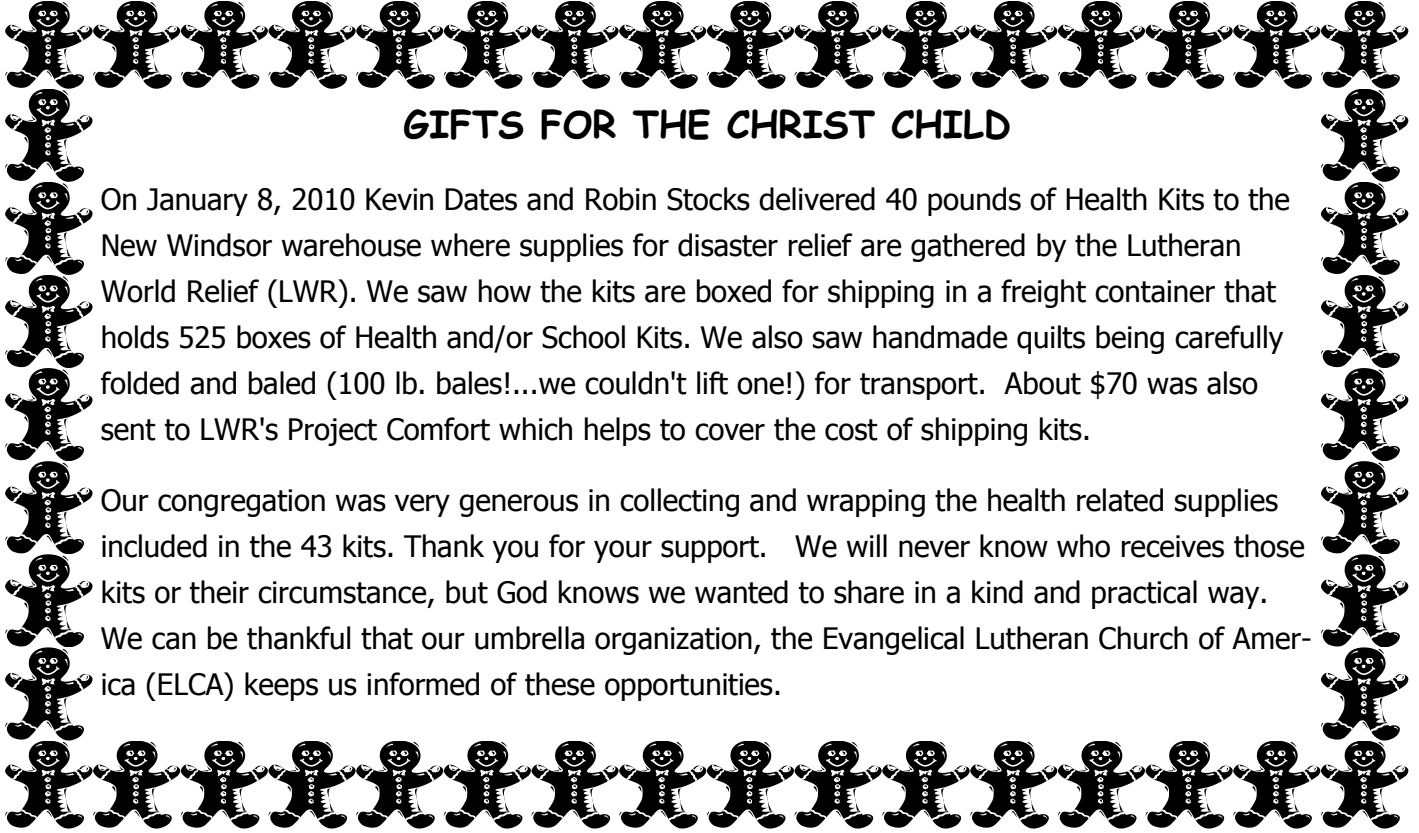 GIFTS FOR THE CHRIST CHILD
On January 8, 2010 Kevin Dates and Robin Stocks delivered 40 pounds of Health Kits to the
New Windsor warehouse where supplies for disaster relief are gathered by the Lutheran
World Relief (LWR). We saw how the kits are boxed for shipping in a freight container that
holds 525 boxes of Health and/or School Kits. We also saw handmade quilts being carefully
folded and baled (100 lb. bales!...we couldn't lift one!) for transport.  About $70 was also
sent to LWR's Project Comfort which helps to cover the cost of shipping kits.
Our congregation was very generous in collecting and wrapping the health related supplies
included in the 43 kits. Thank you for your support.   We will never know who receives those
kits or their circumstance, but God knows we wanted to share in a kind and practical way.
We can be thankful that our umbrella organization, the Evangelical Lutheran Church of Amer-
ica (ELCA) keeps us informed of these opportunities.